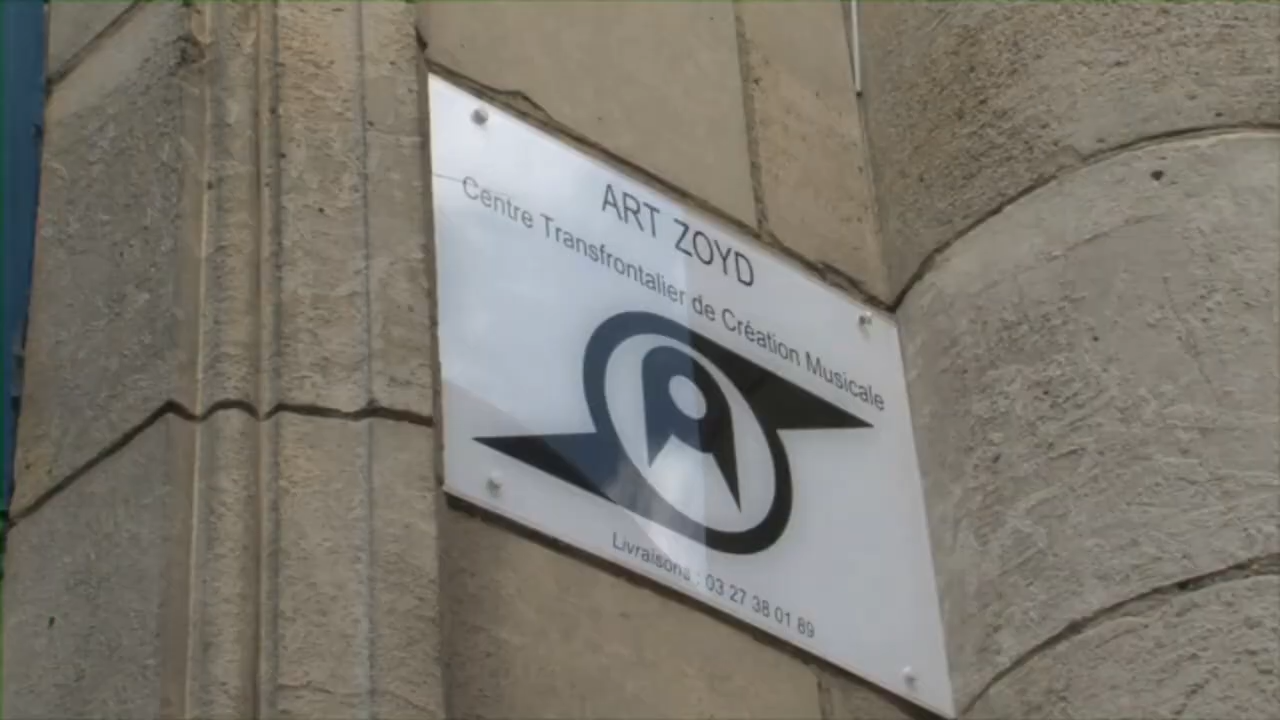 ART ZOYD
Centre Transfrontalier de Création Musicale
Livraisons : 03 27 38 01 89